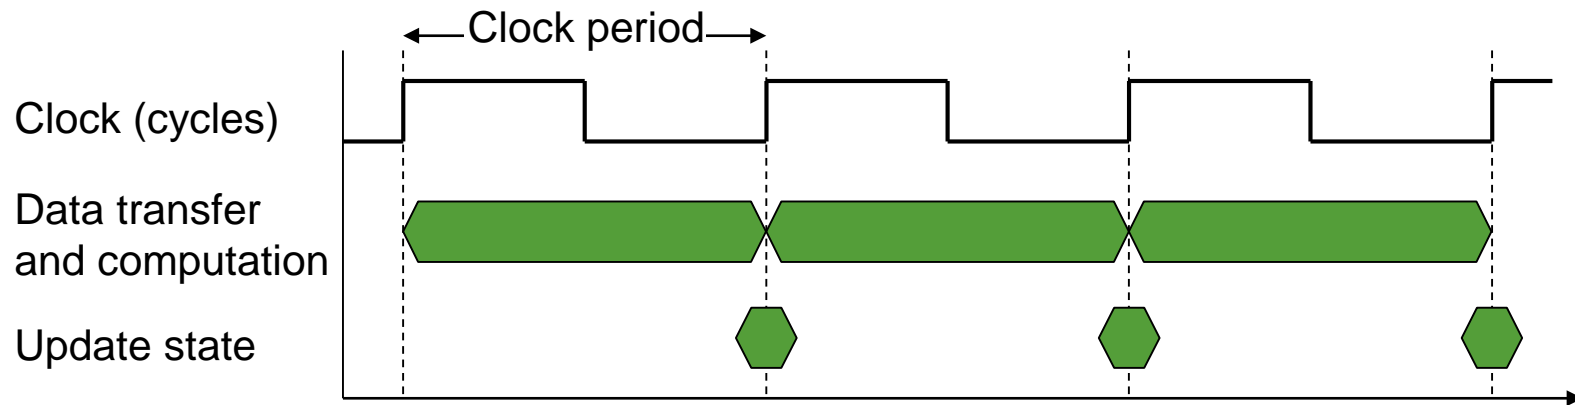 Clock period
Clock (cycles)
Data transfer
and computation
Update state